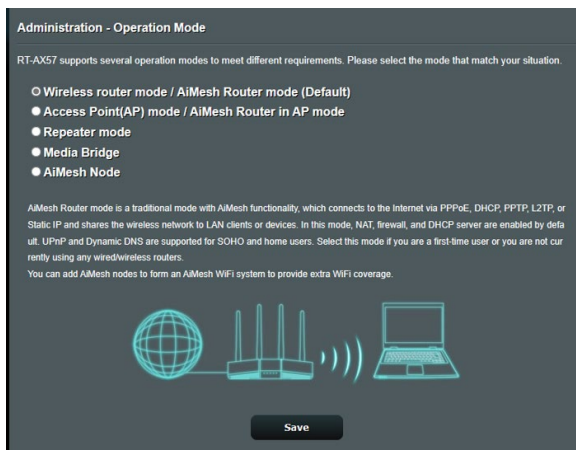 Administration - Operation Mode
RT-AX57 supports several operation modes to meet different requirements. Please select the mode that match your situation.
Wireless router mode / AiMesh Router mode (Default)
Access Point(AP) mode / AiMesh Router in AP mode
Repeater mode
Media Bridge
AiMesh Node
AiMesh Router mode is a traditional mode with AiMesh functionality, which connects to the Internet via PPPoE, DHCP, PPTP, L2TP, or
Static IP and shares the wireless network to LAN clients or devices. In this mode, NAT, firewall, and DHCP server are enabled by defa
ult. UPnP and Dynamic DNS are supported for SOHO and home users. Select this mode if you are a first-time user or you are not cur
rently using any wired/wireless routers.
You can add AiMesh nodes to form an AiMesh WiFi system to provide extra WiFi coverage.
Save